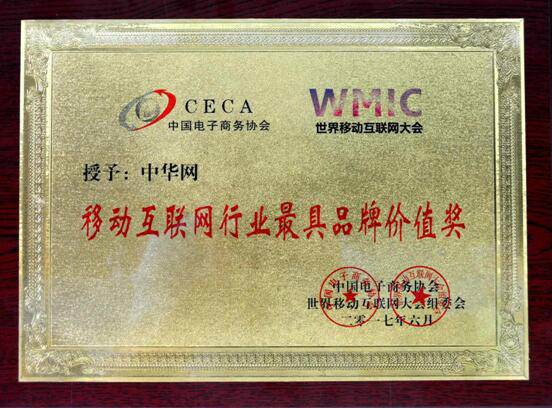 CECA
中国电子商务协会
WMIC
世界移动互联网大会
授予：中华网
移动互联网行业最具品牌价值奖
中国电子商务协会
世界移动互联网大会组委会
二零一七年六月